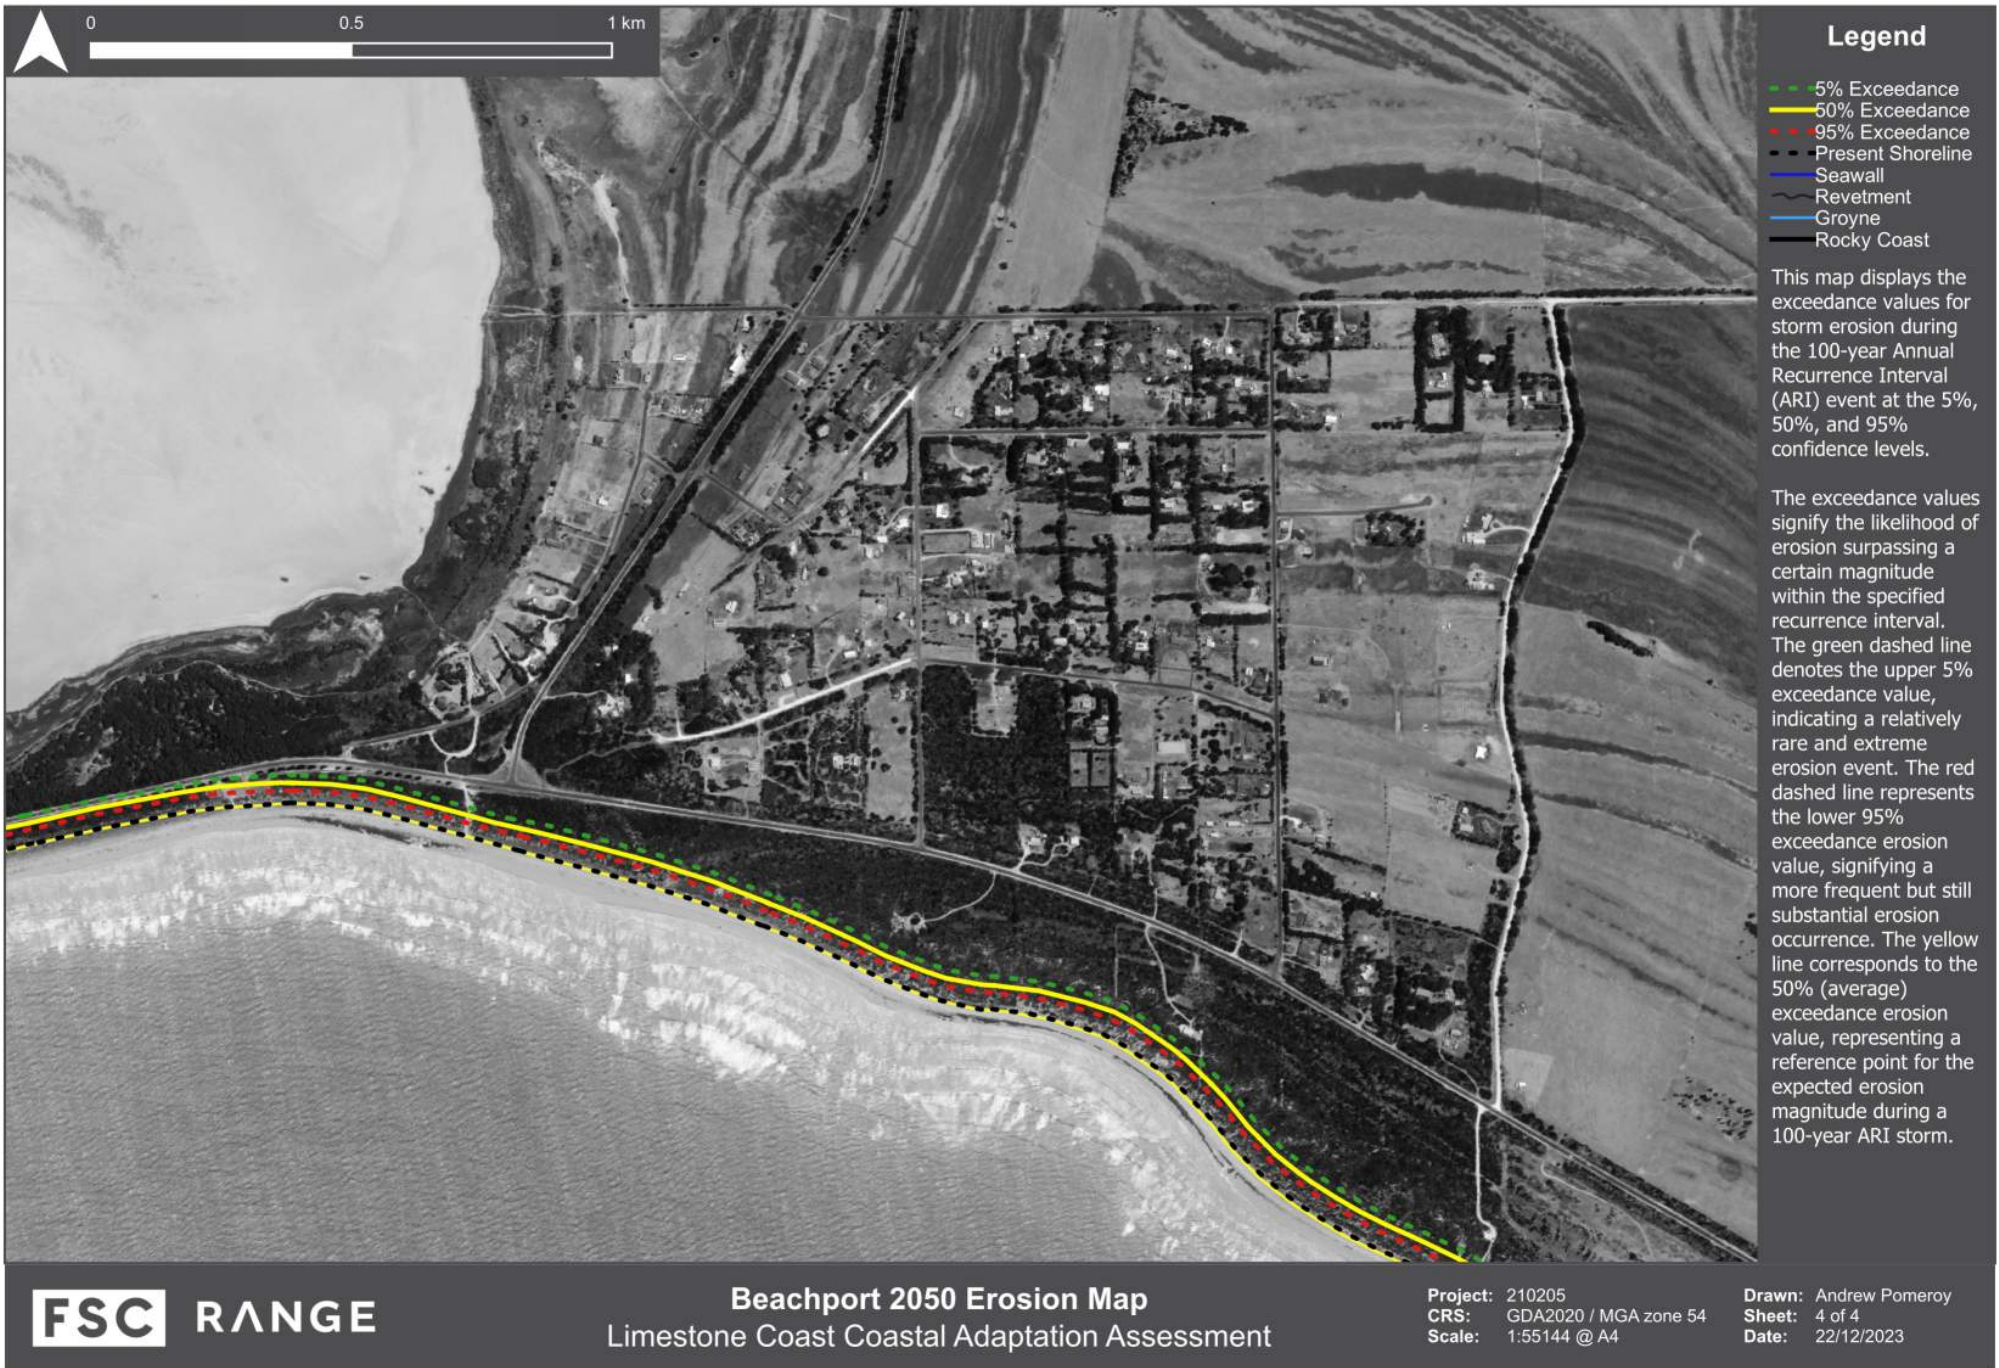 0 0.5 1 km
Legend
5% Exceedance
50% Exceedance
95% Exceedance
Present Shoreline
Seawall
Revetment
Groyne
Rocky Coast
This map displays the
exceedance values for
storm erosion during
the 100-year Annual
Recurrence Interval
(ARI) event at the 5%,
50%, and 95%
confidence levels.
The exceedance values
signify the likelihood of
erosion surpassing a
certain magnitude
within the specified
recurrence interval.
The green dashed line
denotes the upper 5%
exceedance value,
indicating a relatively
rare and extreme
erosion event. The red
dashed line represents
the lower 95%
exceedance erosion
value, signifying a
more frequent but still
substantial erosion
occurrence. The yellow
line corresponds to the
50% (average)
exceedance erosion
value, representing a
reference point for the
expected erosion
magnitude during a
100-year ARI storm.
FSC RANGE
Beachport 2050 Erosion Map
Limestone Coast Coastal Adaptation Assessment
Project: 210205
CRS: GDA2020 / MGA zone 54
Scale: 1:55144 @ A4
Drawn: Andrew Pomeroy
Sheet: 4 of 4
Date: 22/12/2023